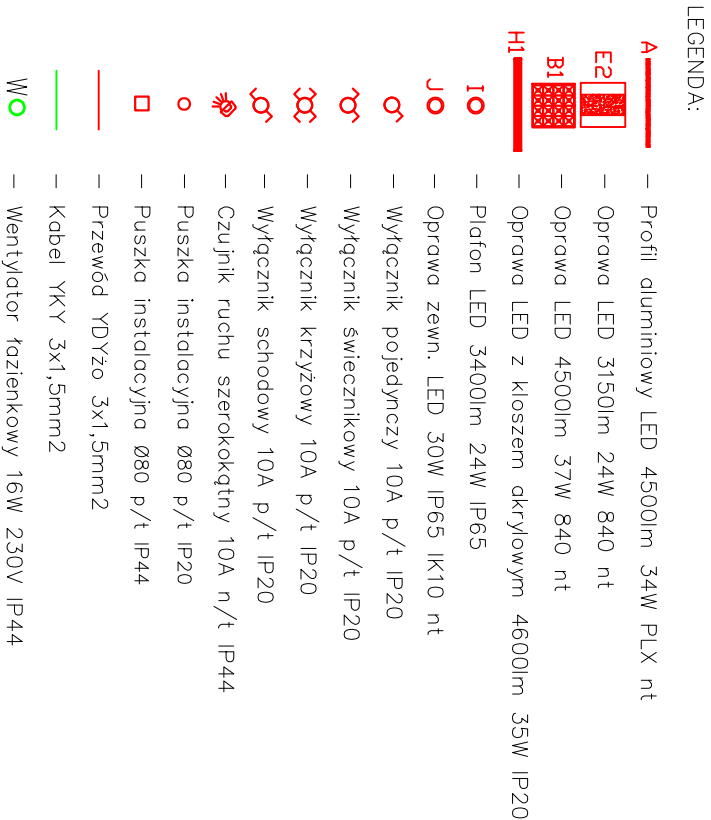 LEGENDA:
A - Profil aluminiowy LED 4500lm 34W PLX nt
E2 - Oprawa LED 3150lm 24W 840 nt
B1 - Oprawa LED 4500lm 37W 840 nt
H1 - Oprawa LED z kloszem akrylowym 4600lm 35W IP20
I - Plafon LED 3400lm 24W IP65
J - Oprawa zewn. LED 30W IP65 IK10 nt
- Wyłącznik pojedynczy 10A p/t IP20
- Wyłącznik świecznikowy 10A p/t IP20
- Wyłącznik krzyżowy 10A p/t IP20
- Wyłącznik schodowy 10A p/t IP20
- Czujnik ruchu szerokokątny 10A n/t IP44
- Puszka instalacyjna Ø80 p/t IP20
- Puszka instalacyjna Ø80 p/t IP44
- Przewód YDYżo 3x1,5mm2
- Kabel YKY 3x1,5mm2
W - Wentylator łazienkowy 16W 230V IP44